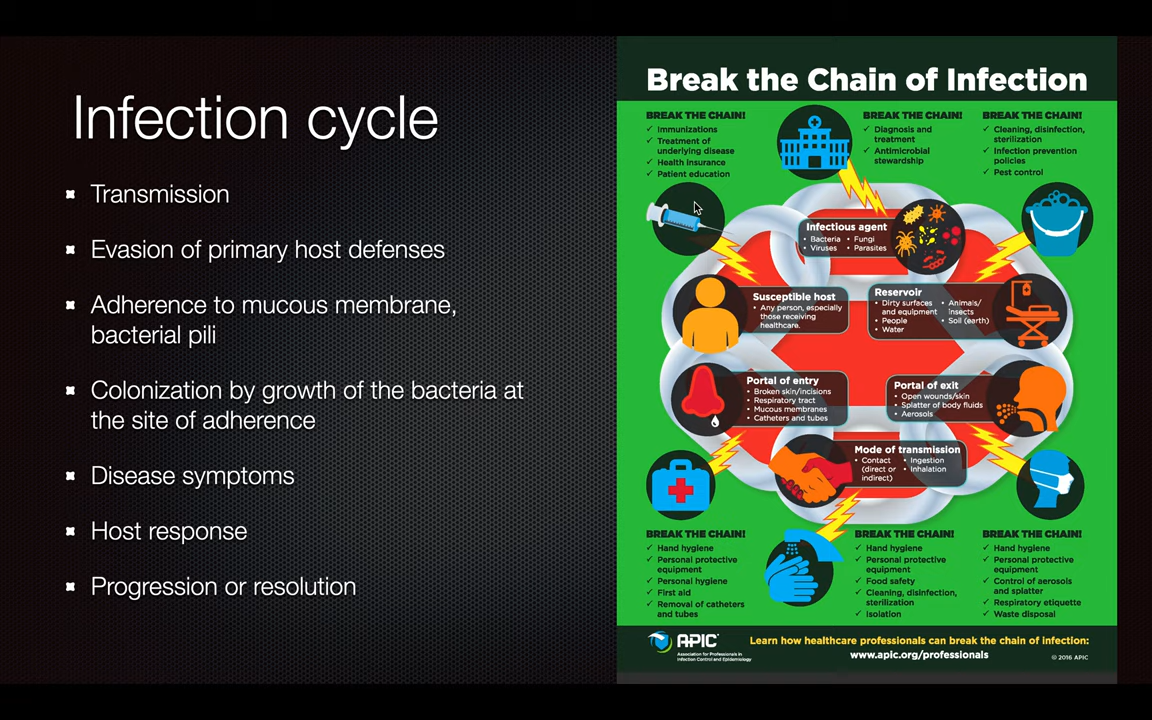 Infection cycle
Transmission
Evasion of primary host defenses
Adherence to mucous membrane,
bacterial pili
Colonization by growth of the bacteria at
the site of adherence
Disease symptoms
Host response
Progression or resolution
Break the Chain of Infection
BREAK THE CHAIN!
✓ Immunizations
✓ Treatment of
underlying disease
✓ Health insurance
✓ Patient education
BREAK THE CHAIN!
✓ Diagnosis and
treatment
✓ Antimicrobial
stewardship
BREAK THE CHAIN!
✓ Cleaning, disinfection,
sterilization
✓ Infection prevention
policies
✓ Pest control
Infectious agent
• Bacteria • Fungi
• Viruses • Parasites
Susceptible host
• Any person, especially
those receiving
healthcare.
Reservoir
• Dirty surfaces
and equipment
• People
• Water
• Animals/
insects
• Soil (earth)
Portal of entry
• Broken skin/incisions
• Respiratory tract
• Mucous membranes
• Catheters and tubes
Portal of exit
• Open wounds/skin
• Splatter of body fluids
• Aerosols
Mode of transmission
• Contact
(direct or
indirect)
• Ingestion
• Inhalation
BREAK THE CHAIN!
✓ Hand hygiene
✓ Personal protective
equipment
✓ Personal hygiene
✓ First aid
✓ Removal of catheters
and tubes
BREAK THE CHAIN!
✓ Hand hygiene
✓ Personal protective
equipment
✓ Food safety
✓ Cleaning, disinfection,
sterilization
✓ Isolation
BREAK THE CHAIN!
✓ Hand hygiene
✓ Personal protective
equipment
✓ Control of aerosols
and splatter
✓ Respiratory etiquette
✓ Waste disposal
APIC
Association for Professionals in
Infection Control and Epidemiology
Learn how healthcare professionals can break the chain of infection:
www.apic.org/professionals
© 2016 APIC